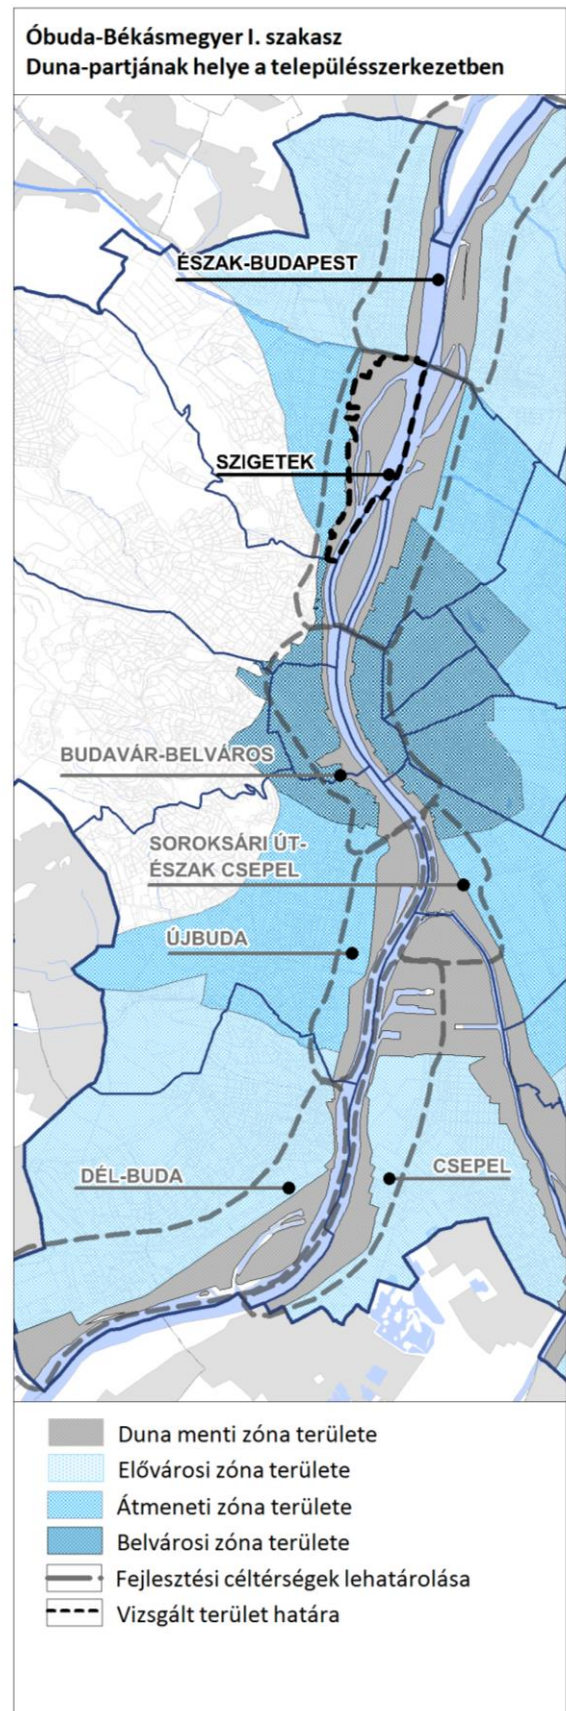 Óbuda-Békásmegyer I. szakasz
Duna-partjának helye a településszerkezetben
ÉSZAK-BUDAPEST
SZIGETEK
BUDAVÁR-BELVÁROS
SOROKSÁRI ÚT-
ÉSZAK CSEPEL
ÚJBUDA
DÉL-BUDA
CSEPEL
Duna menti zóna területe
Elővárosi zóna területe
Átmeneti zóna területe
Belvárosi zóna területe
Fejlesztési céltérségek lehatárolása
Vizsgált terület határa